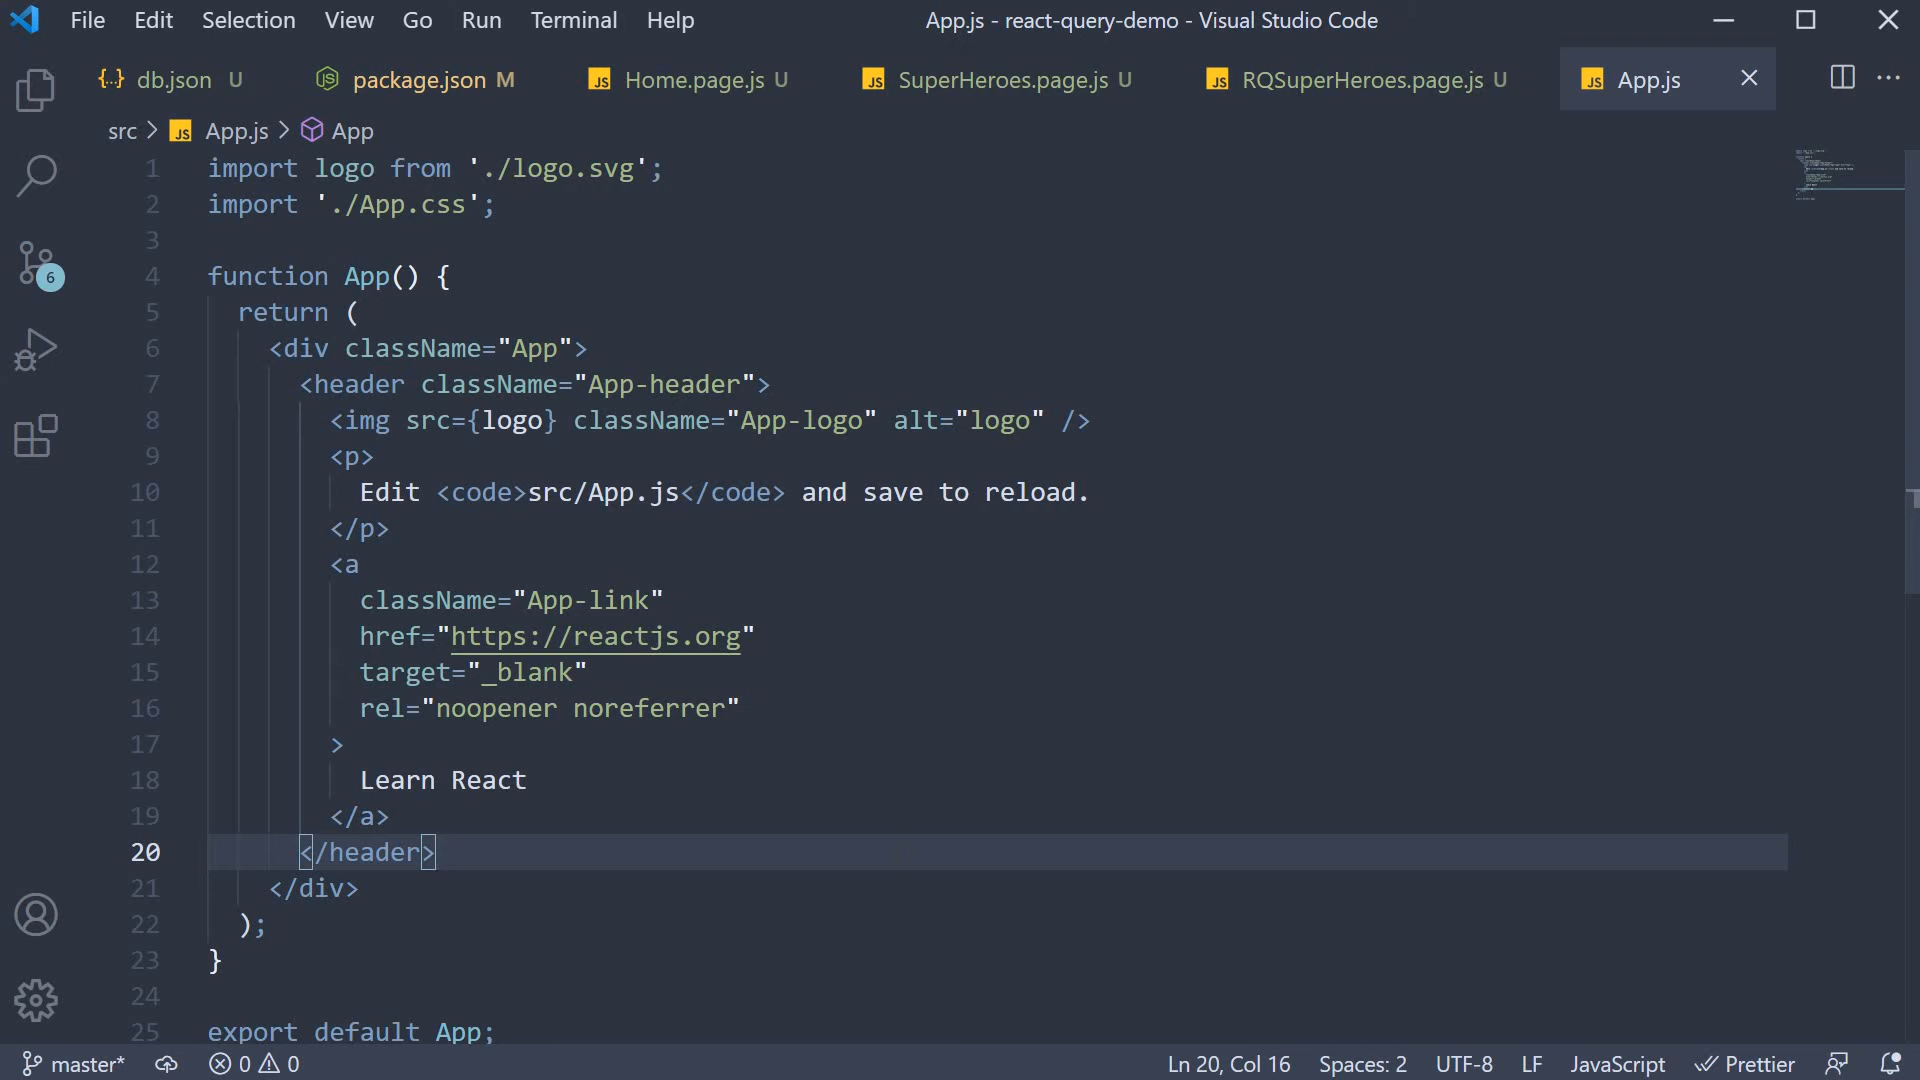 File Edit Selection View Go Run Terminal Help App.js - react-query-demo - Visual Studio Code
{..} db.json U JS package.json M JS Home.page.js U JS SuperHeroes.page.js U JS RQSuperHeroes.page.js U JS App.js
src > JS App.js > App
1 import logo from './logo.svg';
2 import './App.css';
3
4 function App() {
5 return (
6 <div className="App">
7 <header className="App-header">
8 <img src={logo} className="App-logo" alt="logo" />
9 <p>
10 Edit <code>src/App.js</code> and save to reload.
11 </p>
12 <a
13 className="App-link"
14 href="https://reactjs.org"
15 target="_blank"
16 rel="noopener noreferrer"
17 >
18 Learn React
19 </a>
20 </header>
21 </div>
22 );
23 }
24
25 export default App;
6
master* 0 0 Ln 20, Col 16 Spaces: 2 UTF-8 LF JavaScript Prettier